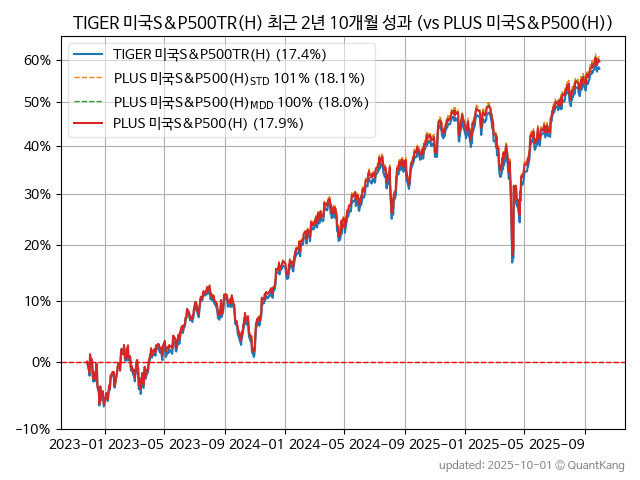 TIGER 미국S&P500TR(H) 최근 2년 10개월 성과 (vs PLUS 미국S&P500(H))
TIGER 미국S&P500TR(H) (17.4%)
PLUS 미국S&P500(H)STD 101% (18.1%)
PLUS 미국S&P500(H)MDD 100% (18.0%)
PLUS 미국S&P500(H) (17.9%)
60%
50%
40%
30%
20%
10%
0%
−10%
2023−01 2023−05 2023−09 2024−01 2024−05 2024−09 2025−01 2025−05 2025−09
updated: 2025-10-01 © QuantKang